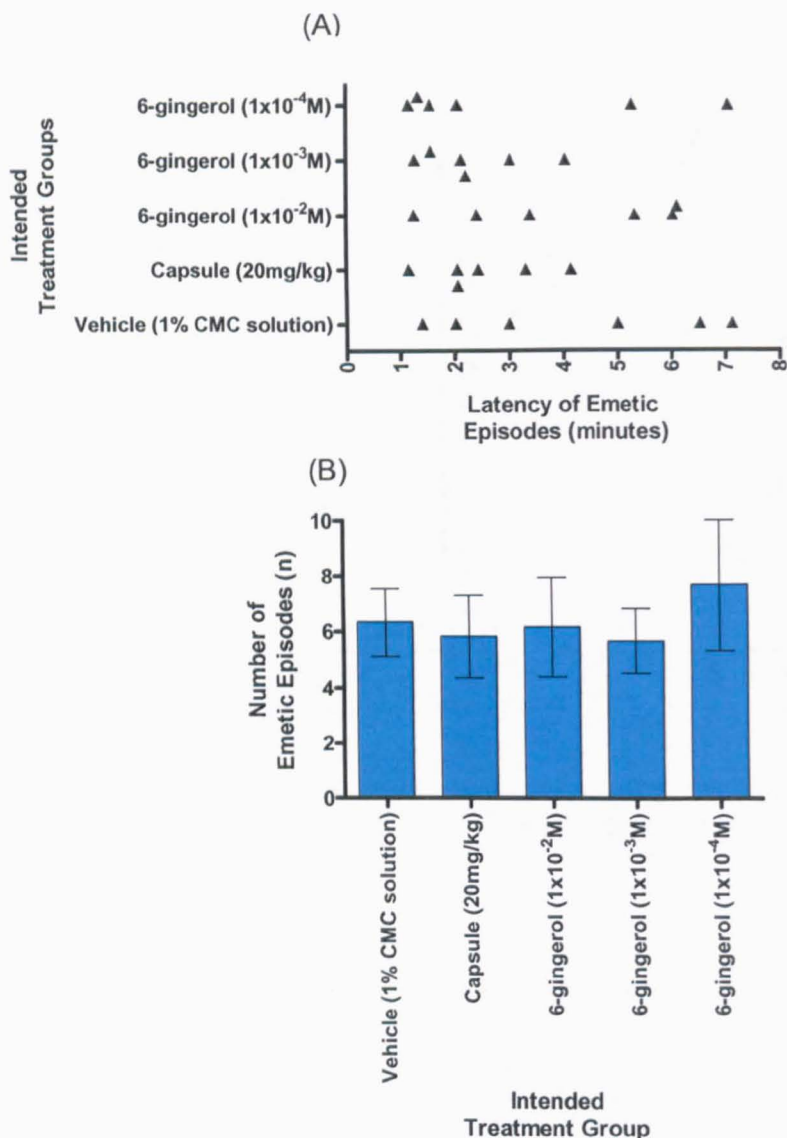 (A)
Intended
Treatment Groups
6-gingerol (1x10⁻⁴M)
6-gingerol (1x10⁻³M)
6-gingerol (1x10⁻²M)
Capsule (20mg/kg)
Vehicle (1% CMC solution)
0 1 2 3 4 5 6 7 8
Latency of Emetic
Episodes (minutes)
(B)
Number of
Emetic Episodes (n)
10
8
6
4
2
0
Vehicle (1% CMC solution)
Capsule (20mg/kg)
6-gingerol (1x10⁻²M)
6-gingerol (1x10⁻³M)
6-gingerol (1x10⁻⁴M)
Intended
Treatment Group